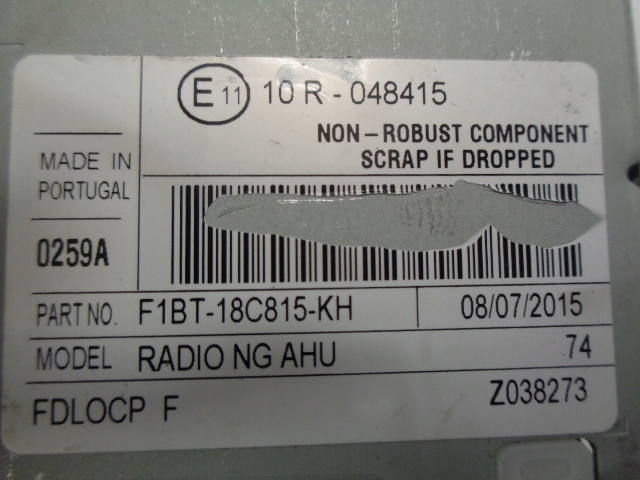 E 11 10 R - 048415
NON - ROBUST COMPONENT
SCRAP IF DROPPED
MADE IN
PORTUGAL
0259A
PART NO. F1BT-18C815-KH 08/07/2015
MODEL RADIO NG AHU 74
FDLOCP F Z038273